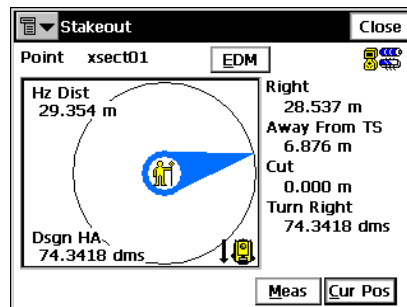 Stakeout
Close
Point xsect01
EDM
Hz Dist
29.354 m
Dsgn HA
74.3418 dms
Right
28.537 m
Away From TS
6.876 m
Cut
0.000 m
Turn Right
74.3418 dms
Meas
Cur Pos